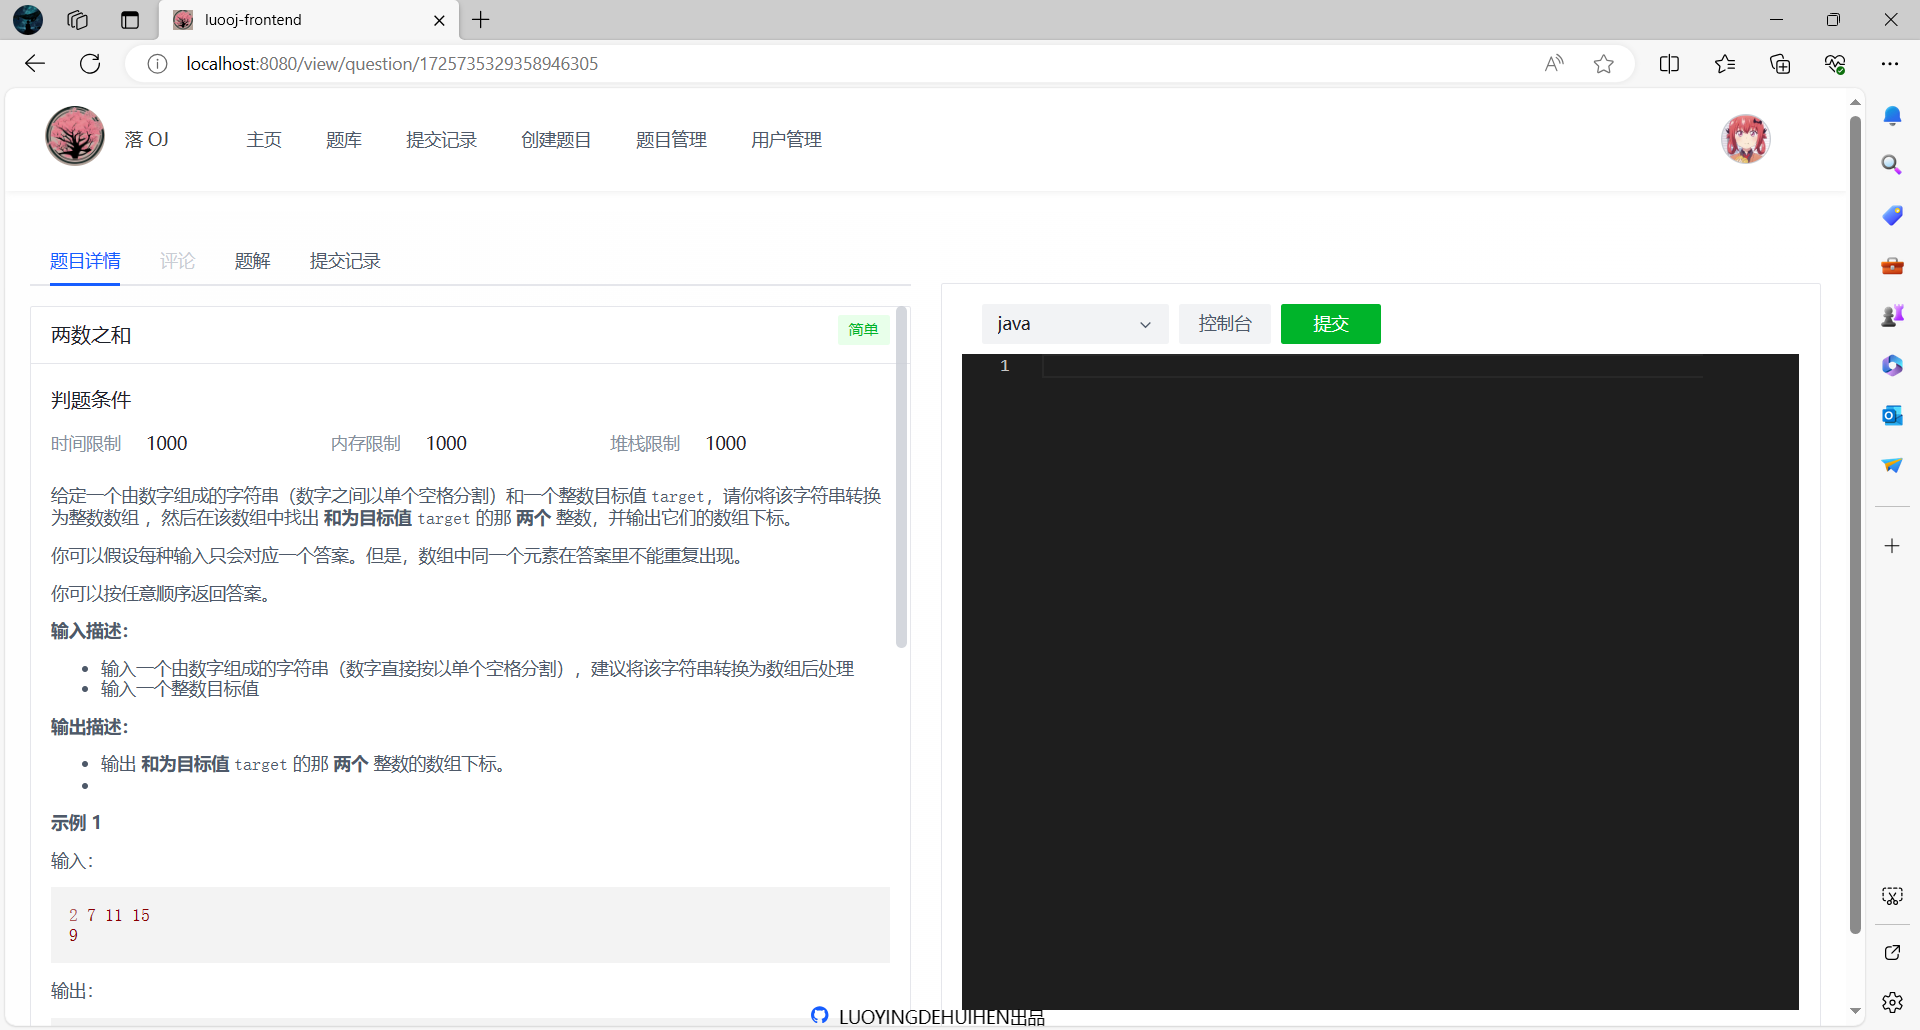 luooj-frontend
localhost:8080/view/question/1725735329358946305
落 OJ
主页
题库
提交记录
创建题目
题目管理
用户管理
题目详情
评论
题解
提交记录
两数之和
简单
判题条件
时间限制 1000
内存限制 1000
堆栈限制 1000
给定一个由数字组成的字符串（数字之间以单个空格分割）和一个整数目标值 target，请你将该字符串转换
为整数数组 ，然后在该数组中找出 和为目标值 target 的那 两个 整数，并输出它们的数组下标。
你可以假设每种输入只会对应一个答案。但是，数组中同一个元素在答案里不能重复出现。
你可以按任意顺序返回答案。
输入描述：
输入一个由数字组成的字符串（数字直接按以单个空格分割），建议将该字符串转换为数组后处理
输入一个整数目标值
输出描述：
输出 和为目标值 target 的那 两个 整数的数组下标。
示例 1
输入：
2 7 11 15
9
输出：
java
控制台
提交
1
LUOYINGDEHUIHEN出品